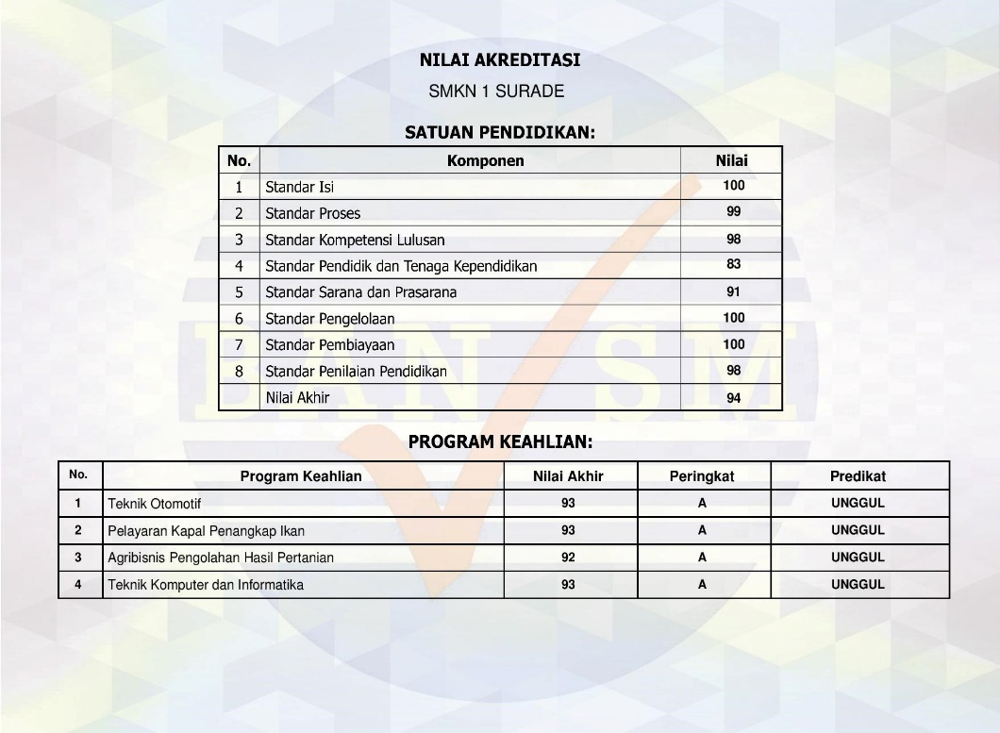 NILAI AKREDITASI
SMKN 1 SURADE
SATUAN PENDIDIKAN:
No. Komponen Nilai
1 Standar Isi 100
2 Standar Proses 99
3 Standar Kompetensi Lulusan 98
4 Standar Pendidik dan Tenaga Kependidikan 83
5 Standar Sarana dan Prasarana 91
6 Standar Pengelolaan 100
7 Standar Pembiayaan 100
8 Standar Penilaian Pendidikan 98
Nilai Akhir 94
BAN SM
PROGRAM KEAHLIAN:
No. Program Keahlian Nilai Akhir Peringkat Predikat
1 Teknik Otomotif 93 A UNGGUL
2 Pelayaran Kapal Penangkap Ikan 93 A UNGGUL
3 Agribisnis Pengolahan Hasil Pertanian 92 A UNGGUL
4 Teknik Komputer dan Informatika 93 A UNGGUL